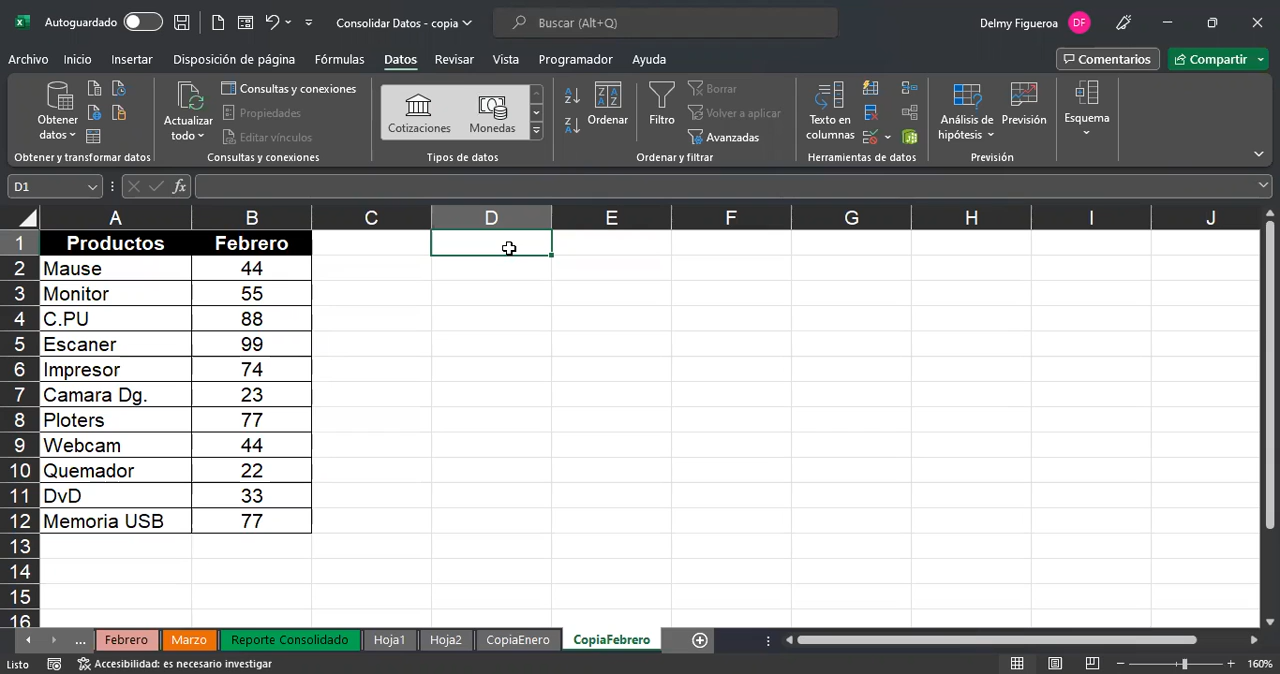 Autoguardado Consolidar Datos - copia Buscar (Alt+Q) Delmy Figueroa DF
Archivo Inicio Insertar Disposición de página Fórmulas Datos Revisar Vista Programador Ayuda Comentarios Compartir
Obtener datos
Obtener y transformar datos
Actualizar todo
Consultas y conexiones
Propiedades
Editar vínculos
Consultas y conexiones
Cotizaciones Monedas
Tipos de datos
Ordenar
Filtro
Borrar
Volver a aplicar
Avanzadas
Ordenar y filtrar
Texto en columnas
Herramientas de datos
Análisis de hipótesis
Previsión
Previsión
Esquema
D1 fx
A B C D E F G H I J
1 Productos Febrero
2 Mause 44
3 Monitor 55
4 C.PU 88
5 Escaner 99
6 Impresor 74
7 Camara Dg. 23
8 Ploters 77
9 Webcam 44
10 Quemador 22
11 DvD 33
12 Memoria USB 77
13
14
15
16
... Febrero Marzo Reporte Consolidado Hoja1 Hoja2 CopiaEnero CopiaFebrero
Listo Accesibilidad: es necesario investigar 160%